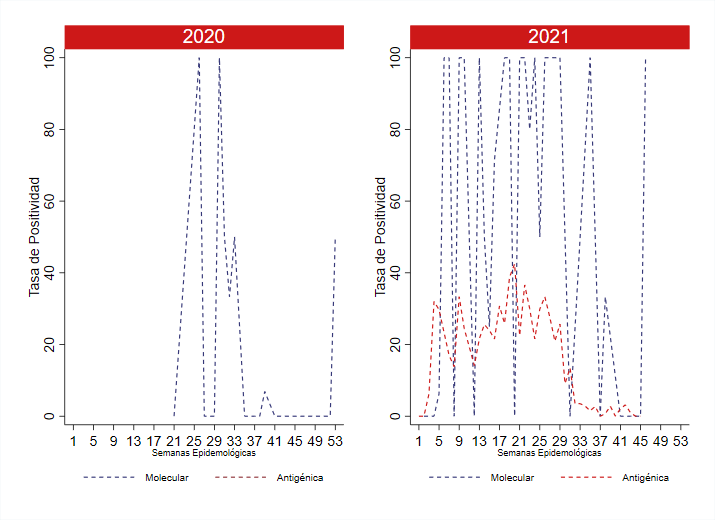 2020
2021
Tasa de Positividad
100
80
60
40
20
0
1 5 9 13 17 21 25 29 33 37 41 45 49 53
Semanas Epidemológicas
Molecular Antigénica
Tasa de Positividad
100
80
60
40
20
0
1 5 9 13 17 21 25 29 33 37 41 45 49 53
Semanas Epidemológicas
Molecular Antigénica